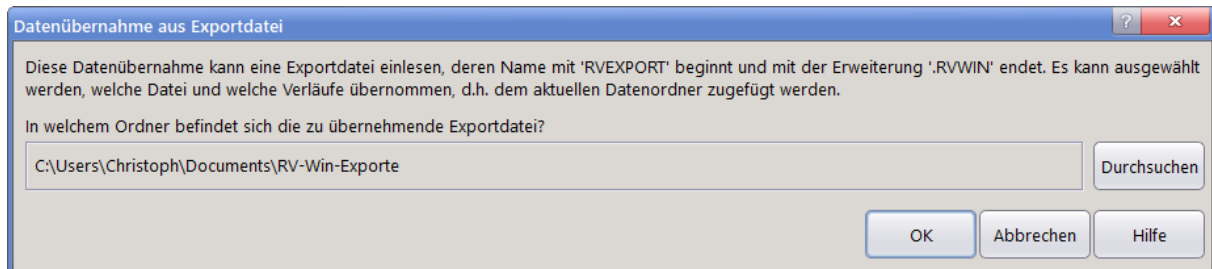 Datenübernahme aus Exportdatei
?
Diese Datenübernahme kann eine Exportdatei einlesen, deren Name mit 'RVEXPORT' beginnt und mit der Erweiterung '.RVWIN' endet. Es kann ausgewählt
werden, welche Datei und welche Verläufe übernommen, d.h. dem aktuellen Datenordner zugefügt werden.
In welchem Ordner befindet sich die zu übernehmende Exportdatei?
C:\Users\Christoph\Documents\RV-Win-Exporte
Durchsuchen
OK
Abbrechen
Hilfe